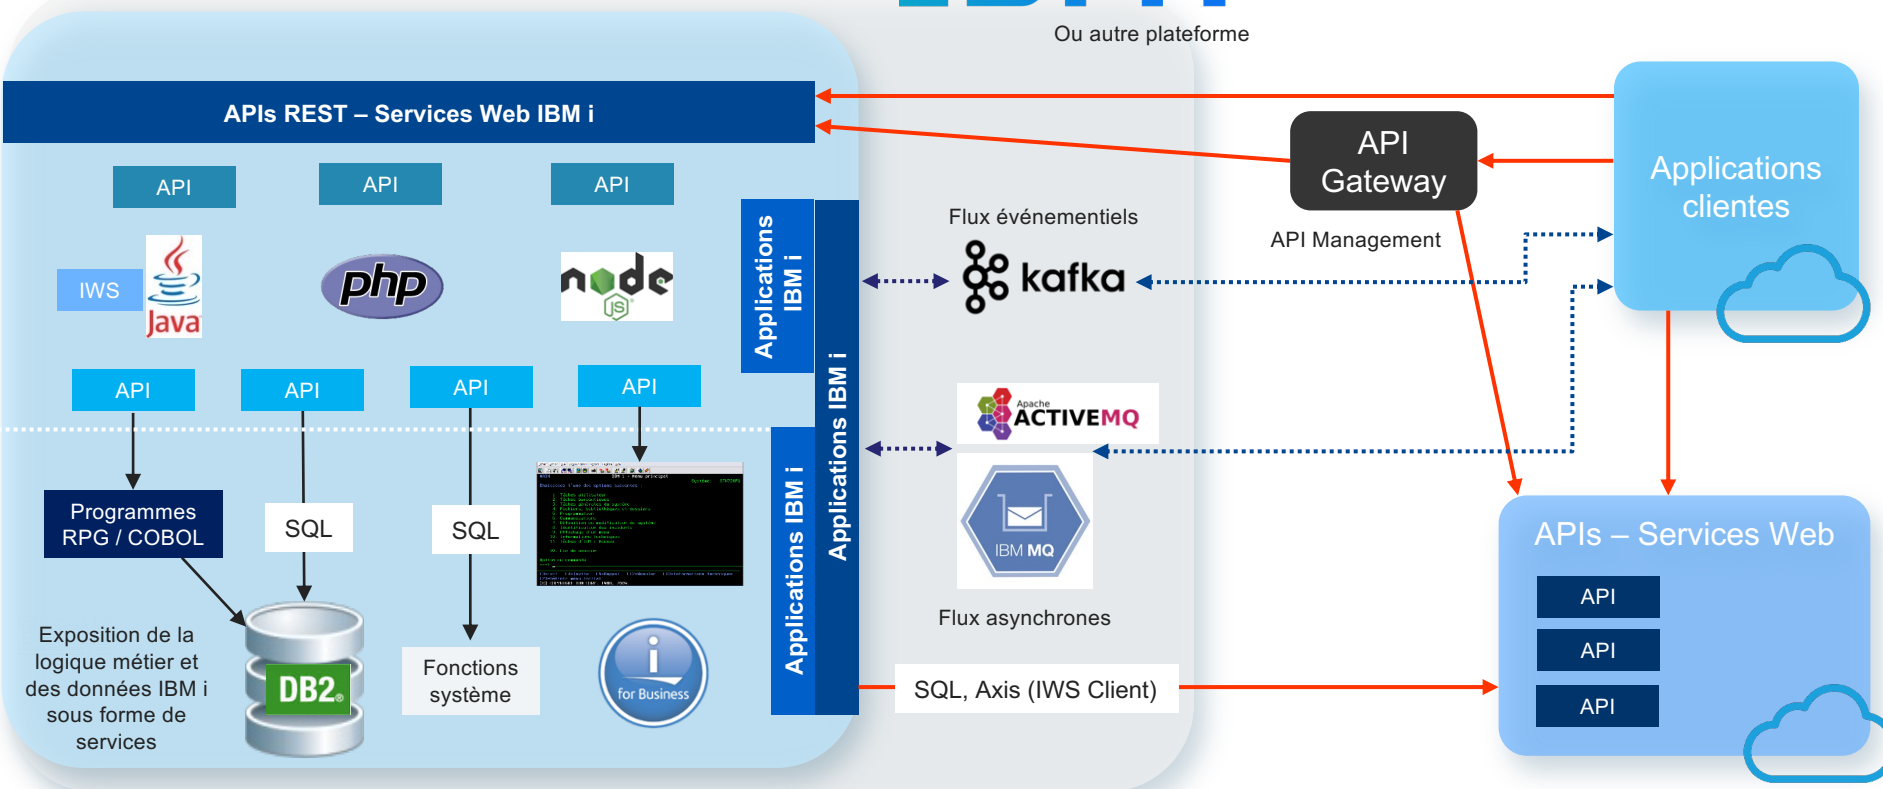 Ou autre plateforme
APIs REST – Services Web IBM i
API
API
API
IWS
Java
php
node
JS
Applications
IBM i
Applications IBM i
Applications IBM i
Flux événementiels
kafka
API
Gateway
API Management
Applications
clientes
API
API
API
API
Apache
ACTIVEMQ
IBM MQ
Flux asynchrones
Programmes
RPG / COBOL
SQL
SQL
Exposition de la
logique métier et
des données IBM i
sous forme de
services
DB2®
Fonctions
système
i
for Business
SQL, Axis (IWS Client)
APIs – Services Web
API
API
API